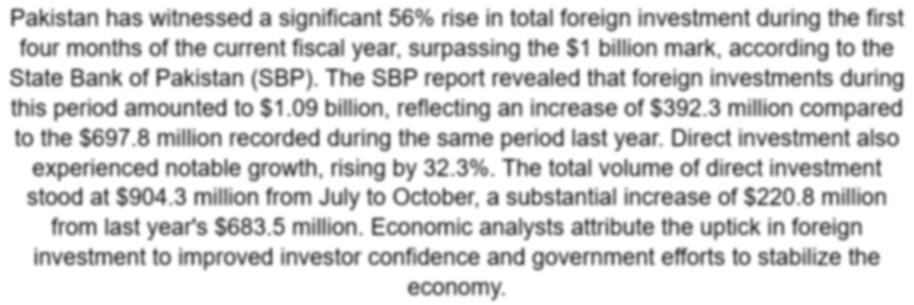 Pakistan has witnessed a significant 56% rise in total foreign investment during the first
four months of the current fiscal year, surpassing the $1 billion mark, according to the
State Bank of Pakistan (SBP). The SBP report revealed that foreign investments during
this period amounted to $1.09 billion, reflecting an increase of $392.3 million compared
to the $697.8 million recorded during the same period last year. Direct investment also
experienced notable growth, rising by 32.3%. The total volume of direct investment
stood at $904.3 million from July to October, a substantial increase of $220.8 million
from last year's $683.5 million. Economic analysts attribute the uptick in foreign
investment to improved investor confidence and government efforts to stabilize the
economy.